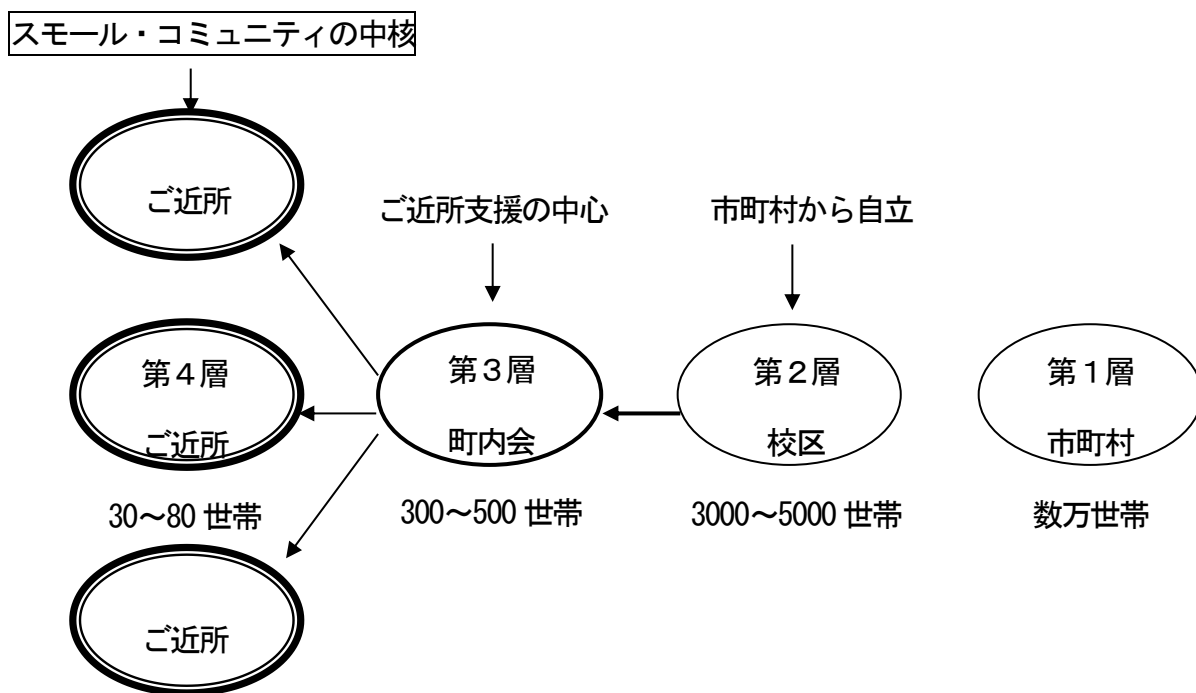 スモール・コミュニティの中核
ご近所
ご近所支援の中心
市町村から自立
第４層
ご近所
第３層
町内会
第２層
校区
第１層
市町村
30～80 世帯
300～500 世帯
3000～5000 世帯
数万世帯
ご近所